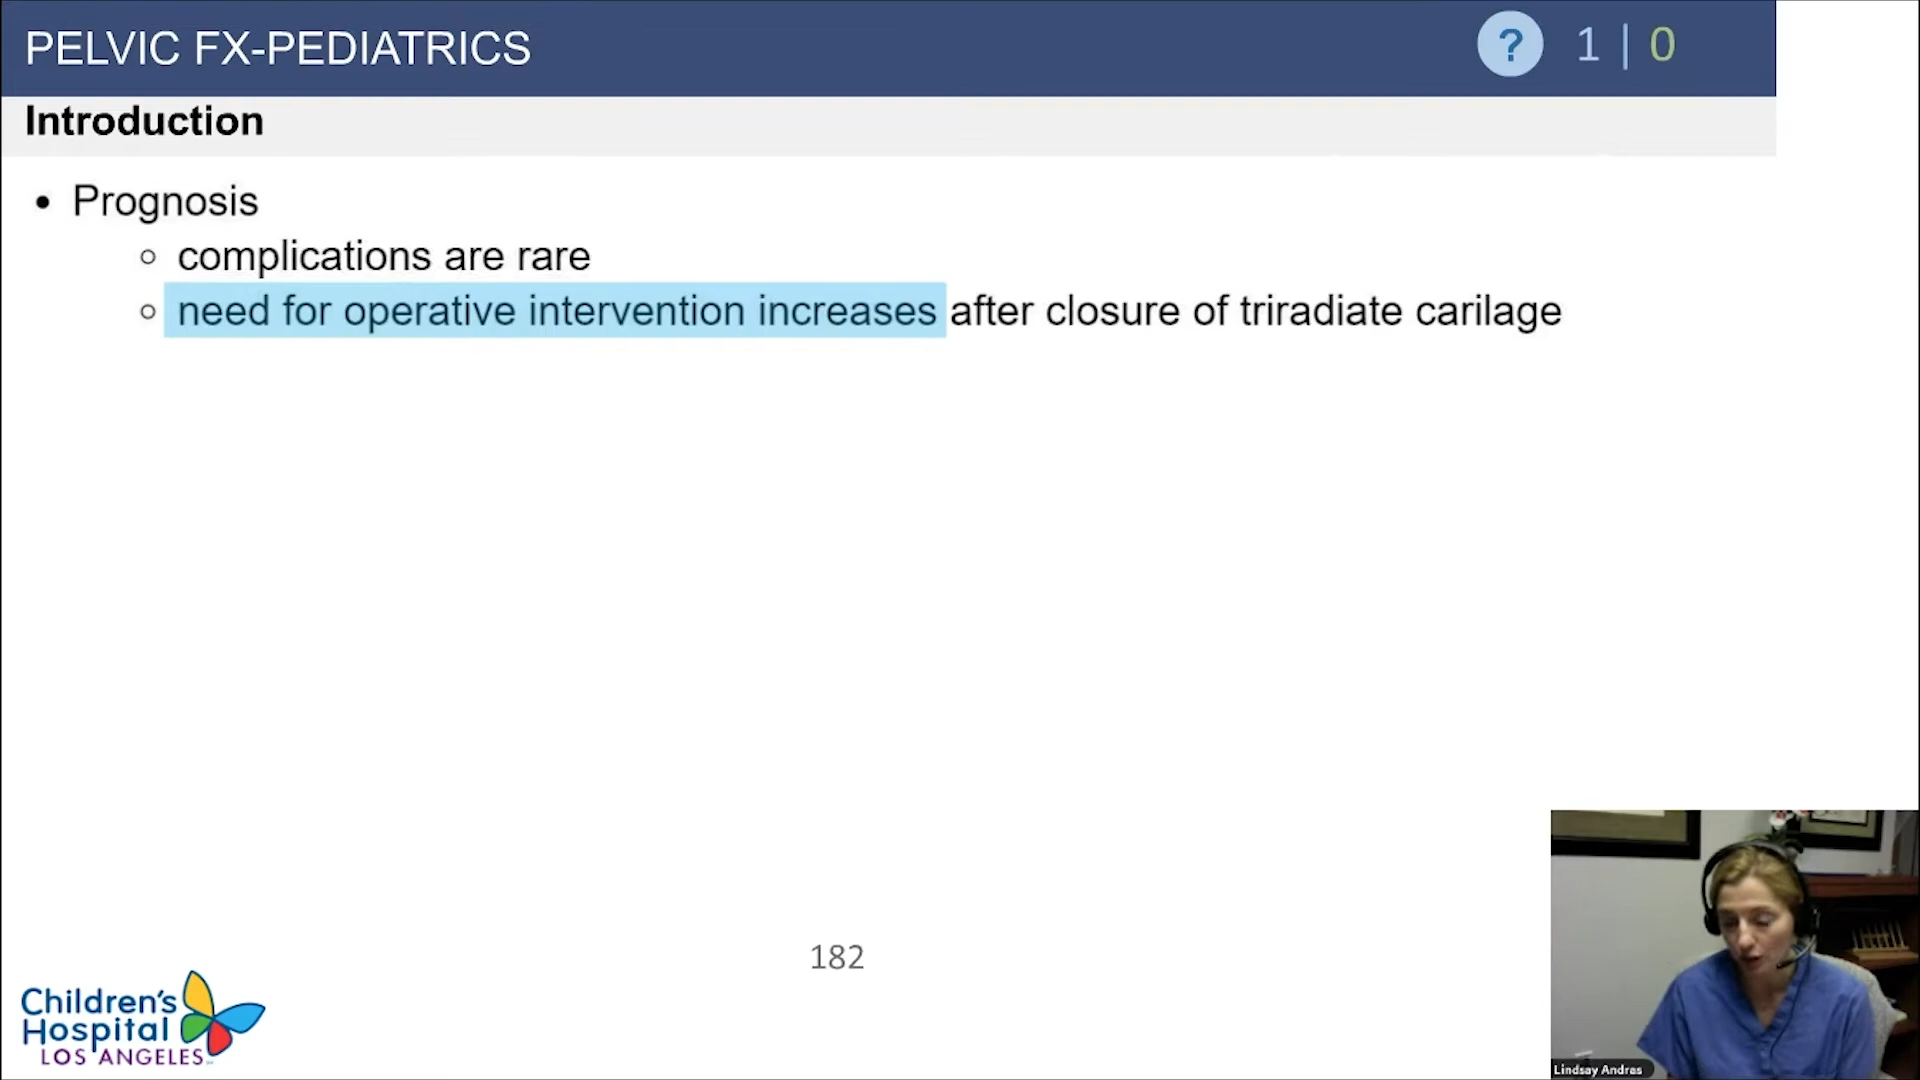 PELVIC FX-PEDIATRICS
? 1 | 0
Introduction
• Prognosis
○ complications are rare
○ need for operative intervention increases after closure of triradiate carilage
182
Children's
Hospital
LOS ANGELES
Lindsay Andras